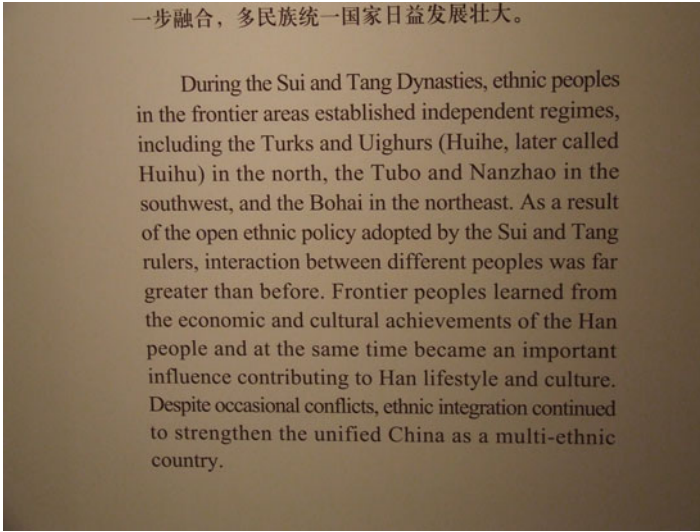 一步融合，多民族统一国家日益发展壮大。
During the Sui and Tang Dynasties, ethnic peoples
in the frontier areas established independent regimes,
including the Turks and Uighurs (Huihe, later called
Huihu) in the north, the Tubo and Nanzhao in the
southwest, and the Bohai in the northeast. As a result
of the open ethnic policy adopted by the Sui and Tang
rulers, interaction between different peoples was far
greater than before. Frontier peoples learned from
the economic and cultural achievements of the Han
people and at the same time became an important
influence contributing to Han lifestyle and culture.
Despite occasional conflicts, ethnic integration continued
to strengthen the unified China as a multi-ethnic
country.